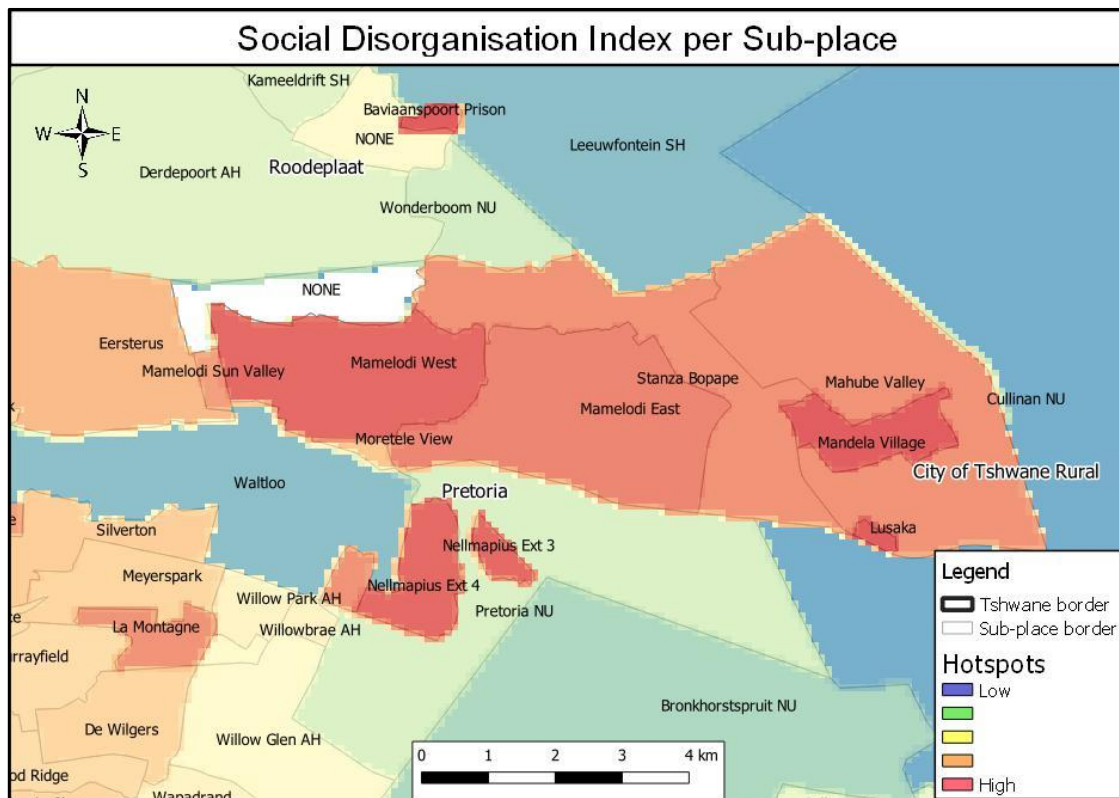 Social Disorganisation Index per Sub-place
Kameeldrift SH
N
W E
S
Baviaanspoort Prison
NONE
Leeuwfontein SH
Roodeplaat
Derdepoort AH
Wonderboom NU
NONE
Eersterus
Mamelodi West
Mamelodi Sun Valley
Stanza Bopape
Mahube Valley
Cullinan NU
Mamelodi East
Moretele View
Mandela Village
City of Tshwane Rural
Waltloo
Pretoria
Silverton
Lusaka
Nellmapius Ext 3
Meyerspark
Nellmapius Ext 4
Willow Park AH
Pretoria NU
La Montagne
Willowbrae AH
urrayfield
Bronkhorstspruit NU
De Wilgers
Willow Glen AH
od Ridge
Wapadrand
0 1 2 3 4 km
Legend
Tshwane border
Sub-place border
Hotspots
Low
High